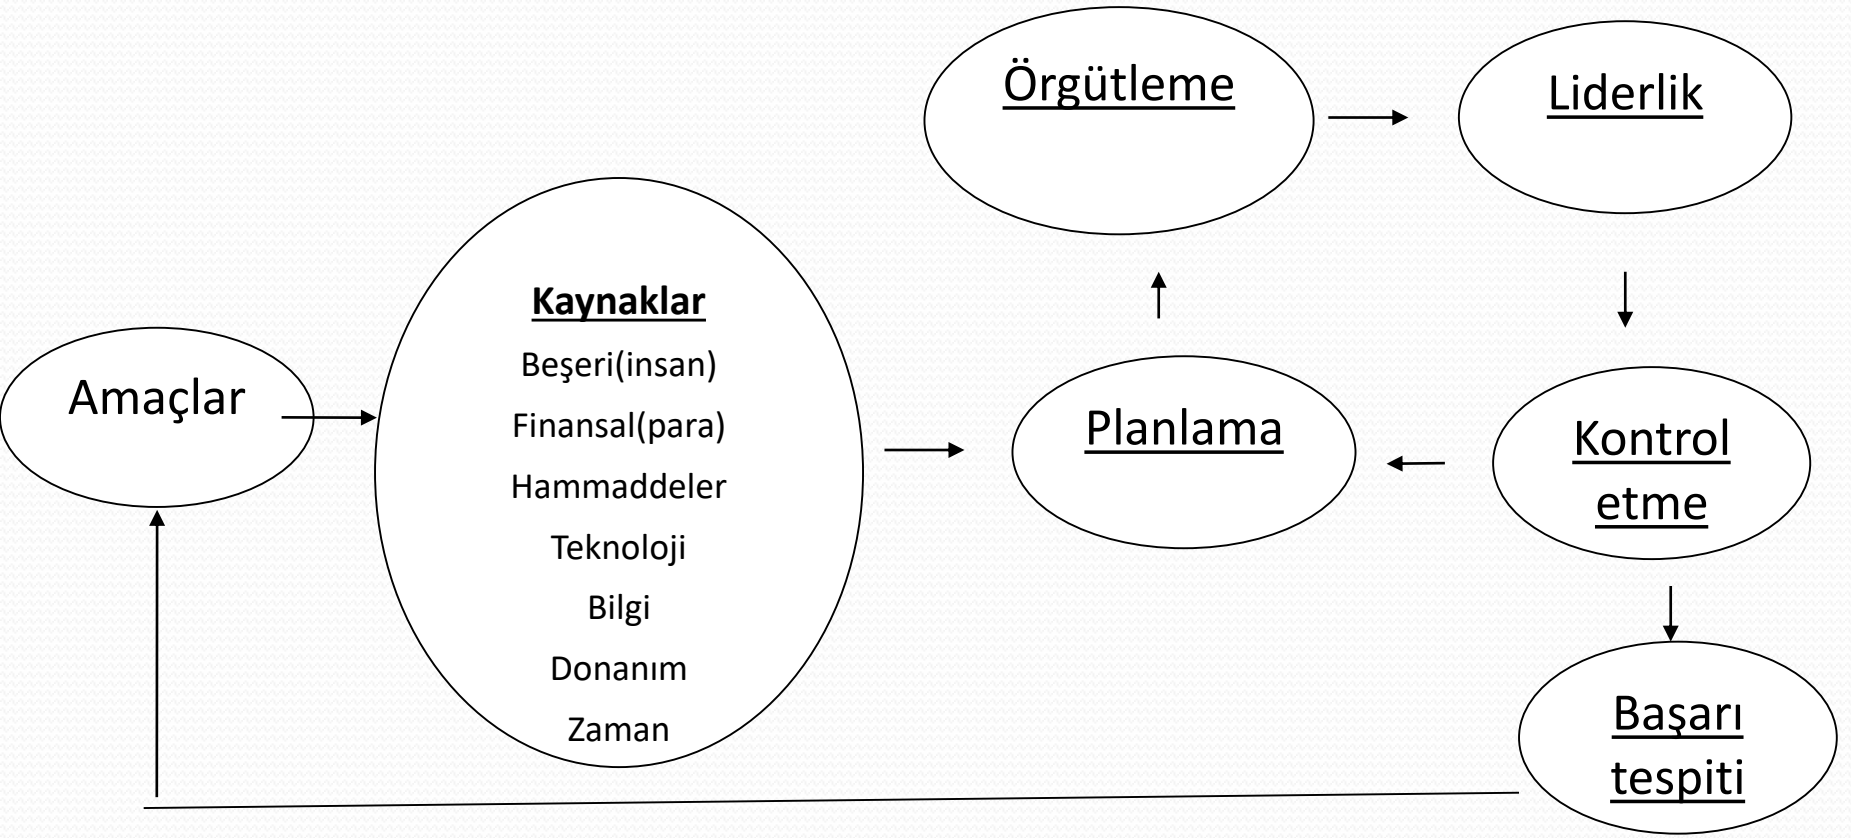 Örgütleme
Liderlik
Kaynaklar
Beşeri(insan)
Finansal(para)
Hammaddeler
Teknoloji
Bilgi
Donanım
Zaman
Amaçlar
Planlama
Kontrol
etme
Başarı
tespiti